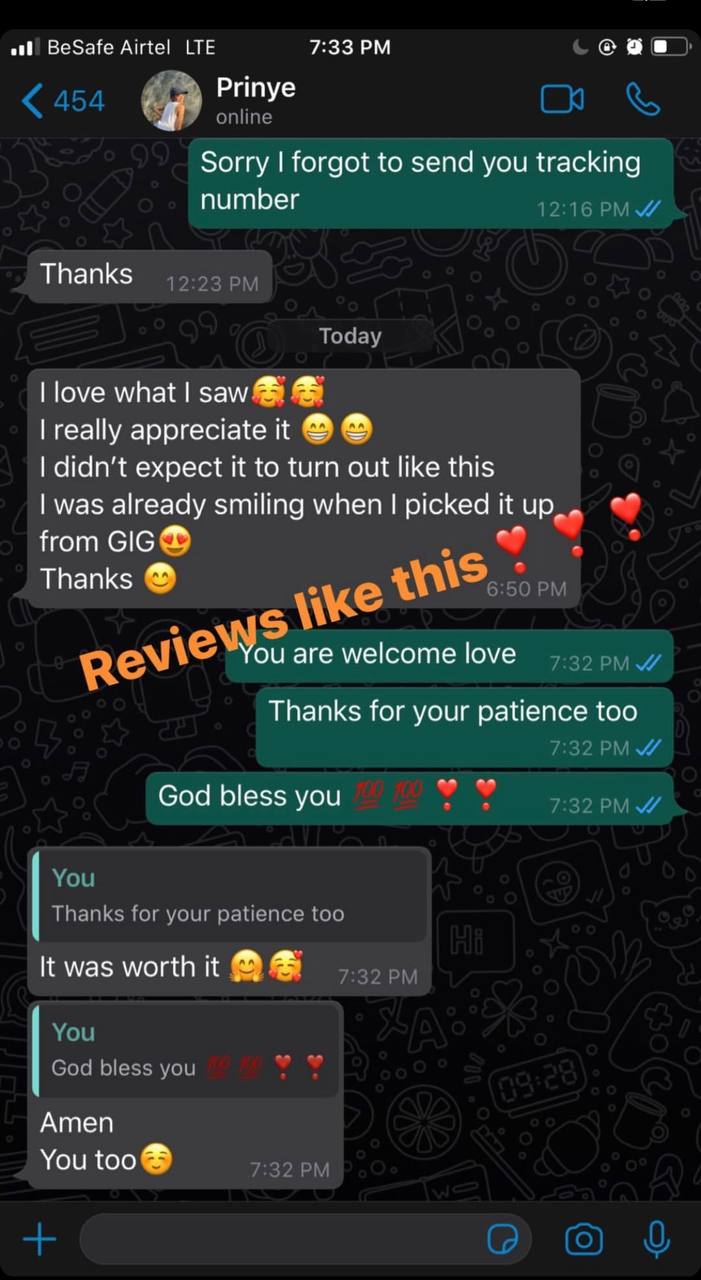 BeSafe Airtel LTE 7:33 PM
454 Prinye
online
Sorry I forgot to send you tracking
number 12:16 PM
Thanks 12:23 PM
Today
I love what I saw🥰🥰
I really appreciate it 😁😁
I didn’t expect it to turn out like this
I was already smiling when I picked it up
from GIG😍
Thanks 😊
6:50 PM
Reviews like this❣️❣️❣️
You are welcome love 7:32 PM
Thanks for your patience too
7:32 PM
God bless you 💯💯❣️❣️ 7:32 PM
You
Thanks for your patience too
It was worth it 🤗🥰 7:32 PM
You
God bless you 💯💯❣️❣️
Amen
You too☺️ 7:32 PM